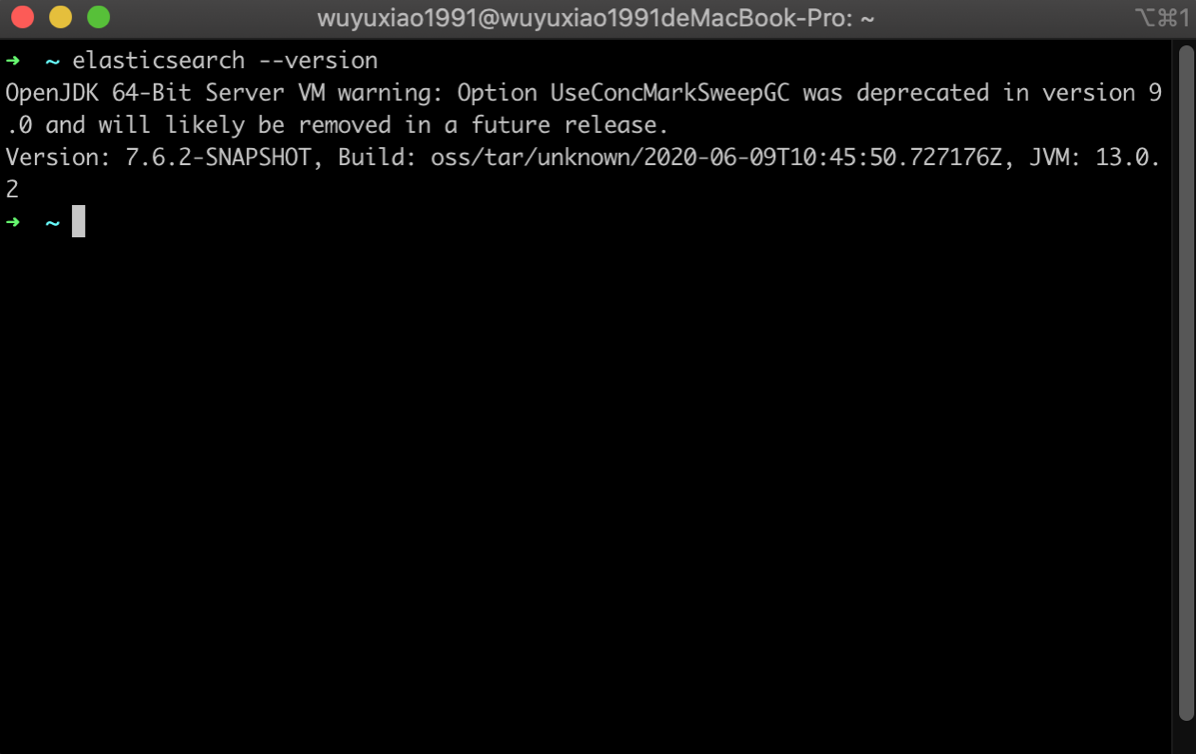 wuyuxiao1991@wuyuxiao1991deMacBook-Pro: ~ ⌥⌘1
➜ ~ elasticsearch --version
OpenJDK 64-Bit Server VM warning: Option UseConcMarkSweepGC was deprecated in version 9
.0 and will likely be removed in a future release.
Version: 7.6.2-SNAPSHOT, Build: oss/tar/unknown/2020-06-09T10:45:50.727176Z, JVM: 13.0.
2
➜ ~